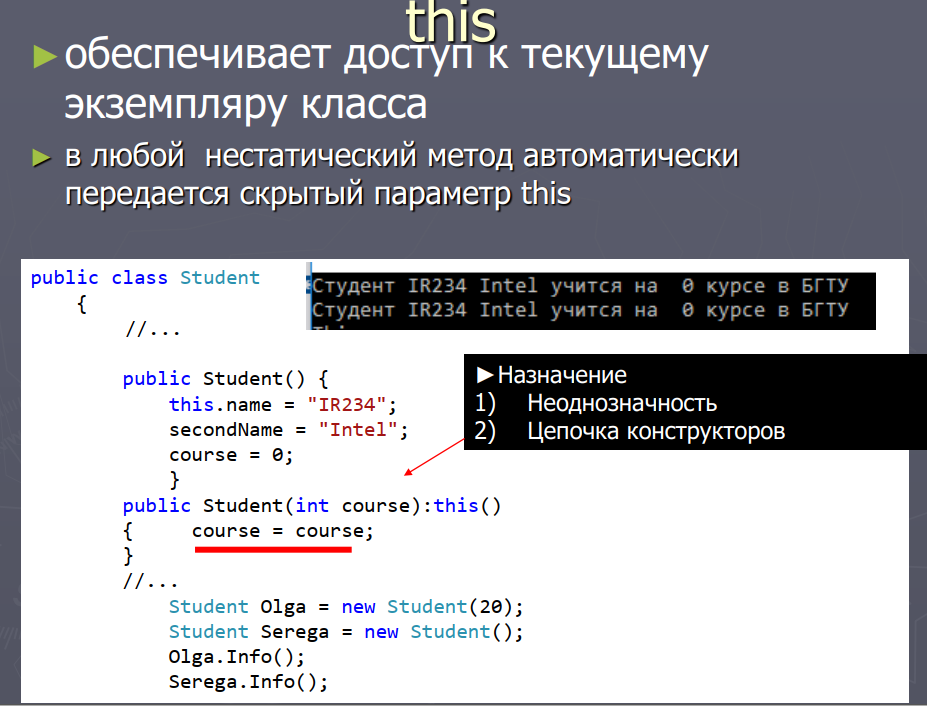 this
►обеспечивает доступ к текущему
экземпляру класса
► в любой нестатический метод автоматически
передается скрытый параметр this
public class Student
{
//...
Студент IR234 Intel учится на 0 курсе в БГТУ
Студент IR234 Intel учится на 0 курсе в БГТУ
public Student() {
this.name = "IR234";
secondName = "Intel";
course = 0;
}
►Назначение
1) Неоднозначность
2) Цепочка конструкторов
public Student(int course):this()
{ course = course;
}
//...
Student Olga = new Student(20);
Student Serega = new Student();
Olga.Info();
Serega.Info();